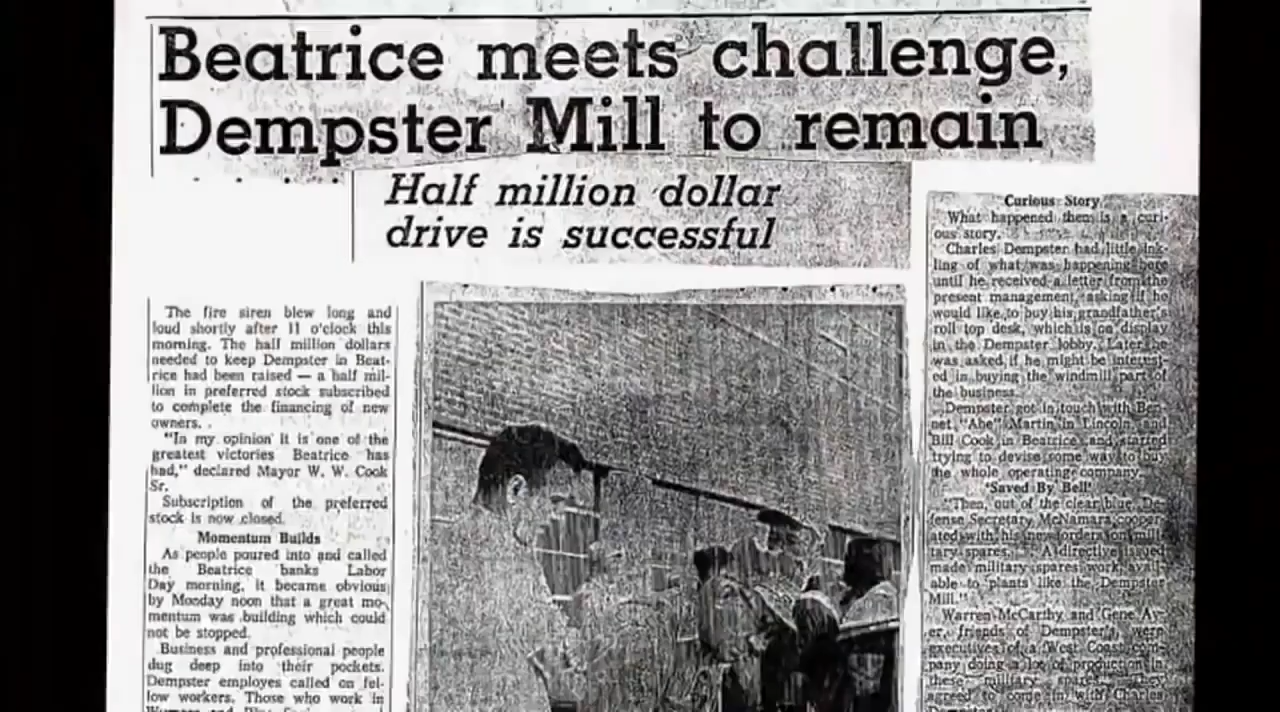 Beatrice meets challenge,
Dempster Mill to remain
Half million dollar
drive is successful
The fire siren blew long and
loud shortly after 11 o'clock this
morning. The half million dollars
needed to keep Dempster in Beat-
rice had been raised — a half mil-
lion in preferred stock subscribed
to complete the financing of new
owners.
"In my opinion it is one of the
greatest victories Beatrice has
had," declared Mayor W. W. Cook
Sr.
Subscription of the preferred
stock is now closed.
Momentum Builds
As people poured into and called
the Beatrice banks Labor
Day morning, it became obvious
by Monday noon that a great mo-
mentum was building which could
not be stopped.
Business and professional people
dug deep into their pockets.
Dempster employes called on fel-
low workers. Those who work in
Curious Story
What happened then is a curi-
ous story.
Charles Dempster had little ink-
ling of what was happening here
until he received a letter from the
present management, asking if he
would like to buy his grandfather's
roll top desk, which is on display
in the Dempster lobby. Later he
was asked if he might be interest-
ed in buying the windmill part of
the business.
Dempster got in touch with Ben-
net "Abe" Martin in Lincoln, and
Bill Cook in Beatrice and started
trying to devise some way to buy
the whole operating company.
'Saved By Bell'
"Then, out of the clear blue, De-
fense Secretary McNamara cooper-
ated with his new orders on mili-
tary spares. A directive issued
made military spares work avail-
able to plants like the Dempster
Mill."
Warren McCarthy and Gene Av-
er, friends of Dempster's, were
executives of a West Coast com-
pany doing a lot of production in
these military spares. They
agreed to come in with Charles